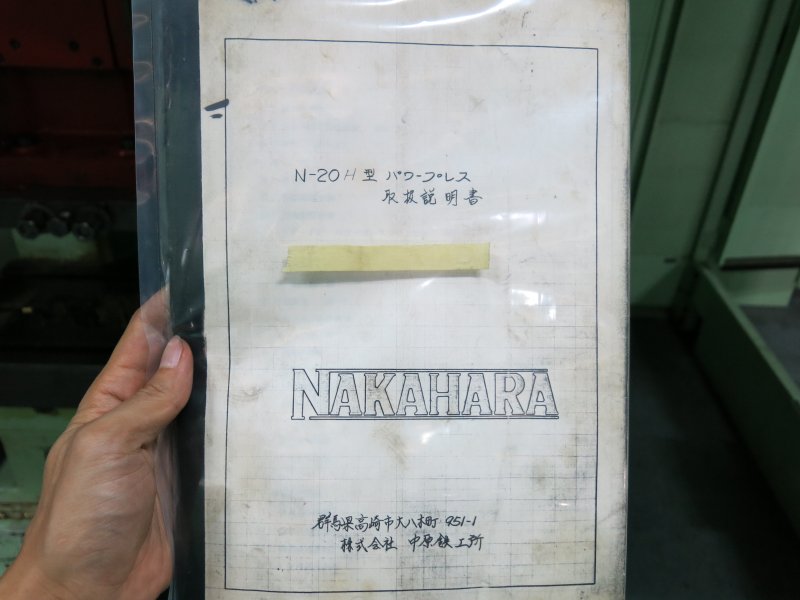 N-20H型 パワープレス
取扱説明書
NAKAHARA
群馬県高崎市大八木町 951-1
株式会社 中原鉄工所